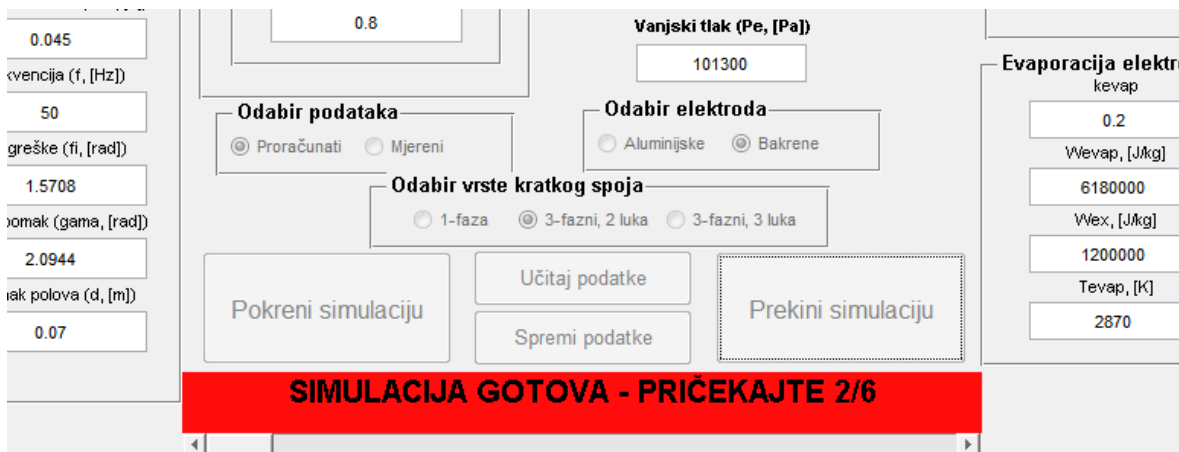 0.045
kvencija (f, [Hz])
50
greške (fi, [rad])
1.5708
pomak (gama, [rad])
2.0944
nak polova (d, [m])
0.07
0.8
Vanjski tlak (Pe, [Pa])
101300
Odabir podataka
Proračunati Mjereni
Odabir elektroda
Aluminijske Bakrene
Odabir vrste kratkog spoja
1-faza 3-fazni, 2 luka 3-fazni, 3 luka
Pokreni simulaciju
Učitaj podatke
Spremi podatke
Prekini simulaciju
SIMULACIJA GOTOVA - PRIČEKAJTE 2/6
Evaporacija elektro
kevap
0.2
Wevap, [J/kg]
6180000
Wex, [J/kg]
1200000
Tevap, [K]
2870